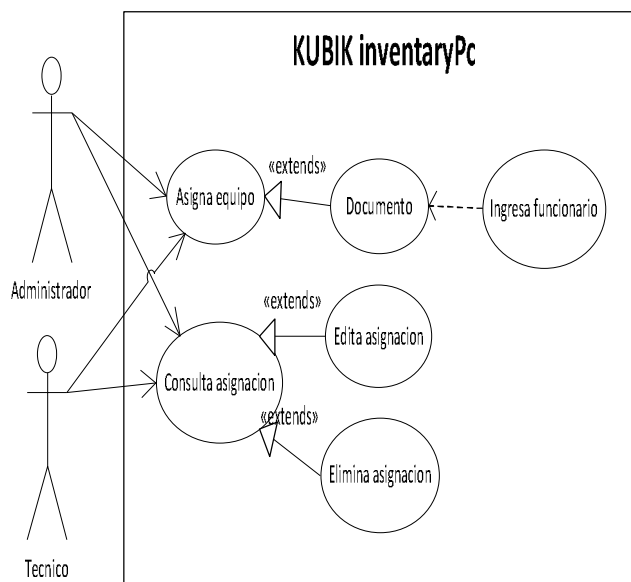 KUBIK inventaryPc
«extends»
Asigna equipo
Documento
Ingresa funcionario
Administrador
«extends»
Edita asignacion
Consulta asignacion
«extends»
Elimina asignacion
Tecnico